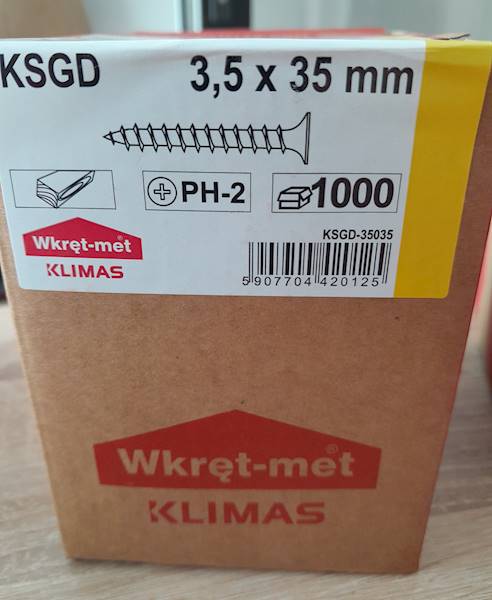 KSGD 3,5 x 35 mm
PH-2 1000
KSGD-35035
Wkręt-met®
KLIMAS
5 907704 420125
Wkręt-met®
KLIMAS